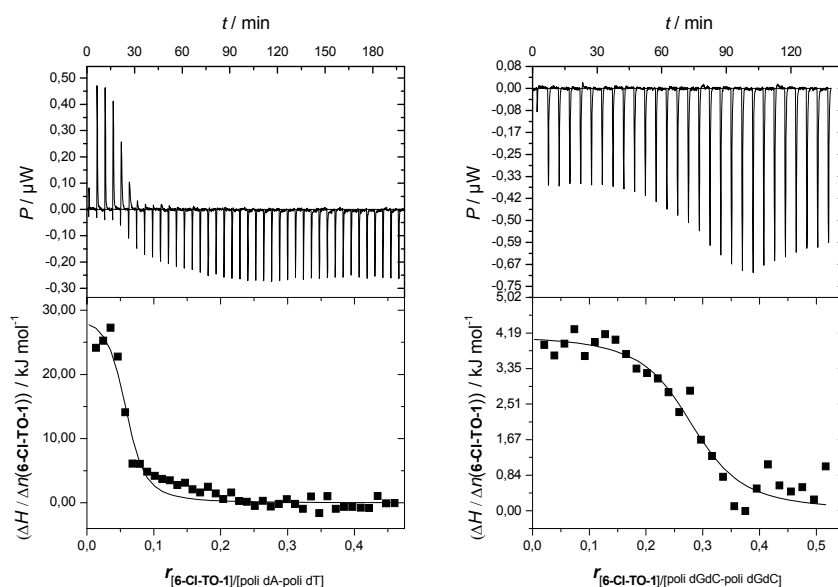 t / min
0 30 60 90 120 150 180
0,50
0,40
0,30
0,20
0,10
0,00
-0,10
-0,20
-0,30
P / µW
30,00
20,00
10,00
0,00
(ΔH / Δn(6-Cl-TO-1)) / kJ mol⁻¹
0,0 0,1 0,2 0,3 0,4
r[6-Cl-TO-1]/[poli dA-poli dT]
t / min
0 30 60 90 120
0,08
0,00
-0,08
-0,17
-0,25
-0,33
-0,42
-0,50
-0,59
-0,67
-0,75
P / µW
5,02
4,19
3,35
2,51
1,67
0,84
0,00
(ΔH / Δn(6-Cl-TO-1)) / kJ mol⁻¹
0,0 0,1 0,2 0,3 0,4 0,5
r[6-Cl-TO-1]/[poli dGdC-poli dGdC]